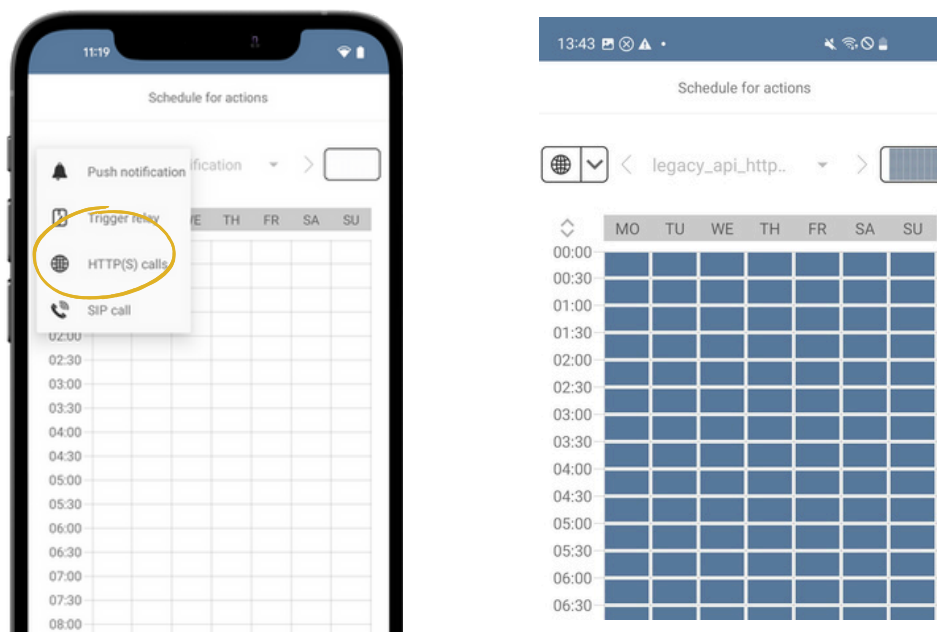 11:19
Schedule for actions
Push notification
ification
Trigger relay
WE TH FR SA SU
HTTP(S) calls
SIP call
02:00
02:30
03:00
03:30
04:00
04:30
05:00
05:30
06:00
06:30
07:00
07:30
08:00
13:43
Schedule for actions
legacy_api_http..
MO TU WE TH FR SA SU
00:00
00:30
01:00
01:30
02:00
02:30
03:00
03:30
04:00
04:30
05:00
05:30
06:00
06:30